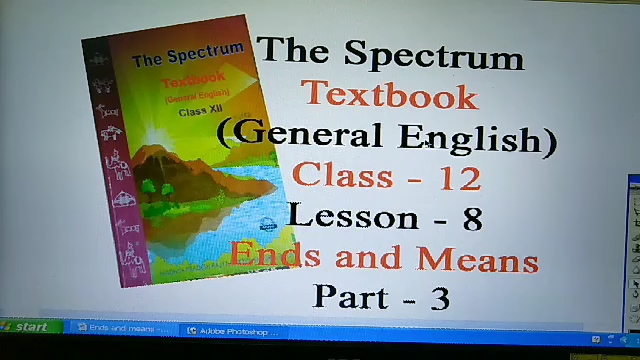 The Spectrum
Textbook
[General English]
Class XII
The Spectrum
Textbook
(General English)
Class - 12
Lesson - 8
Ends and Means
Part - 3
start
Ends and means -...
Adobe Photoshop ...